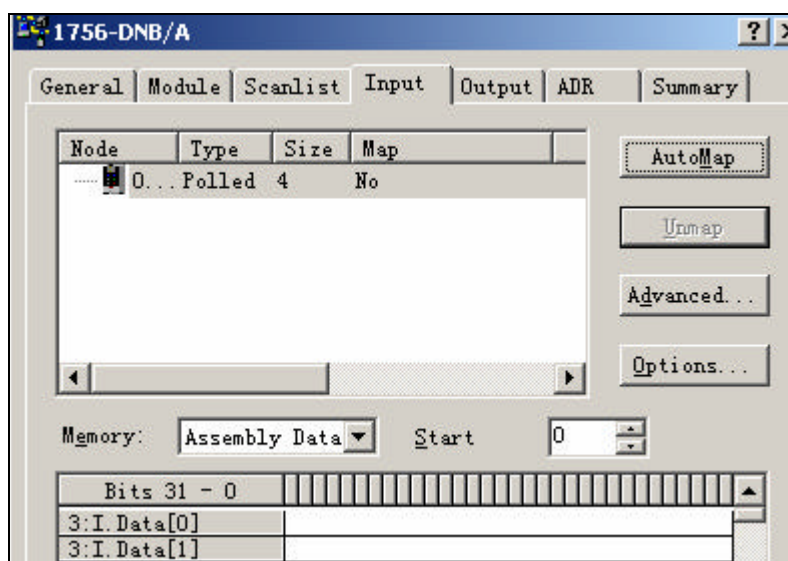 1756-DNB/A
General Module Scanlist Input Output ADR Summary
Node Type Size Map
0... Polled 4 No
AutoMap
Unmap
Advanced...
Options...
Memory: Assembly Data Start 0
Bits 31 - 0
3:I.Data[0]
3:I.Data[1]